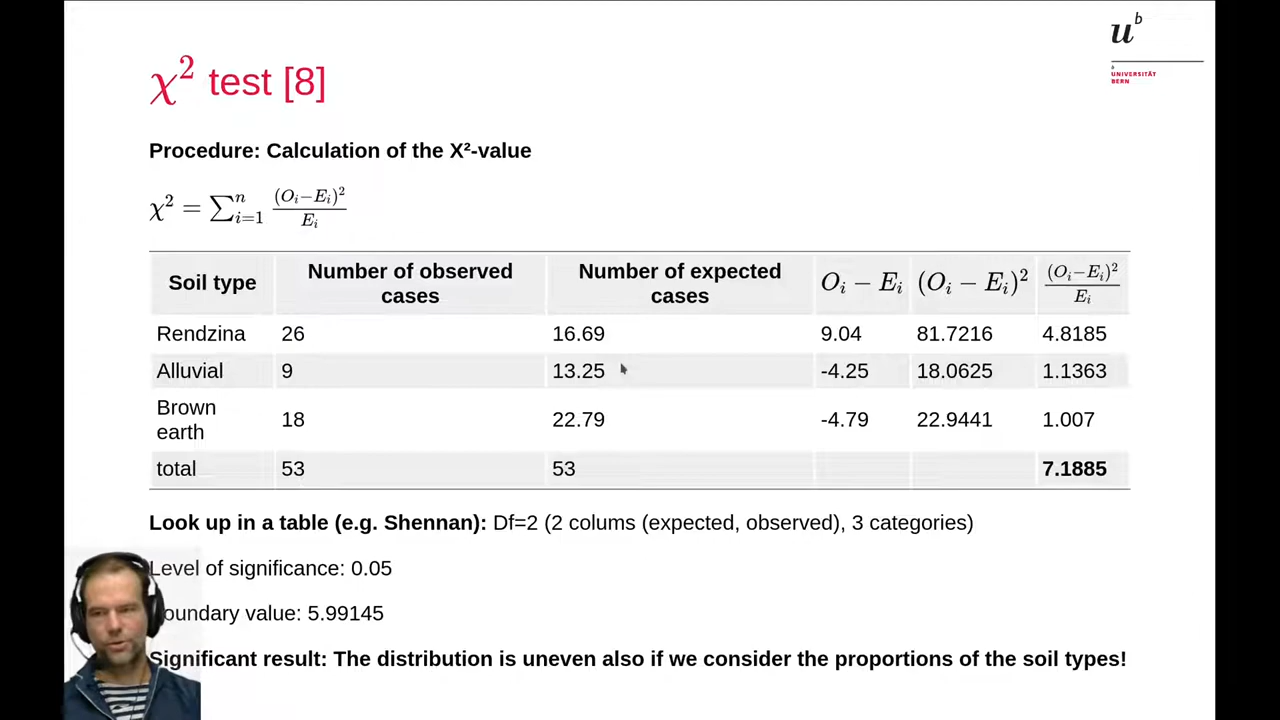 u^b
b
UNIVERSITÄT
BERN
χ² test [8]
Procedure: Calculation of the X²-value
χ² = ∑ⁿᵢ₌₁ (Oᵢ−Eᵢ)²/Eᵢ
Soil type | Number of observed cases | Number of expected cases | Oᵢ − Eᵢ | (Oᵢ − Eᵢ)² | (Oᵢ−Eᵢ)²/Eᵢ
Rendzina | 26 | 16.69 | 9.04 | 81.7216 | 4.8185
Alluvial | 9 | 13.25 | -4.25 | 18.0625 | 1.1363
Brown earth | 18 | 22.79 | -4.79 | 22.9441 | 1.007
total | 53 | 53 | 7.1885
Look up in a table (e.g. Shennan): Df=2 (2 colums (expected, observed), 3 categories)
Level of significance: 0.05
oundary value: 5.99145
Significant result: The distribution is uneven also if we consider the proportions of the soil types!